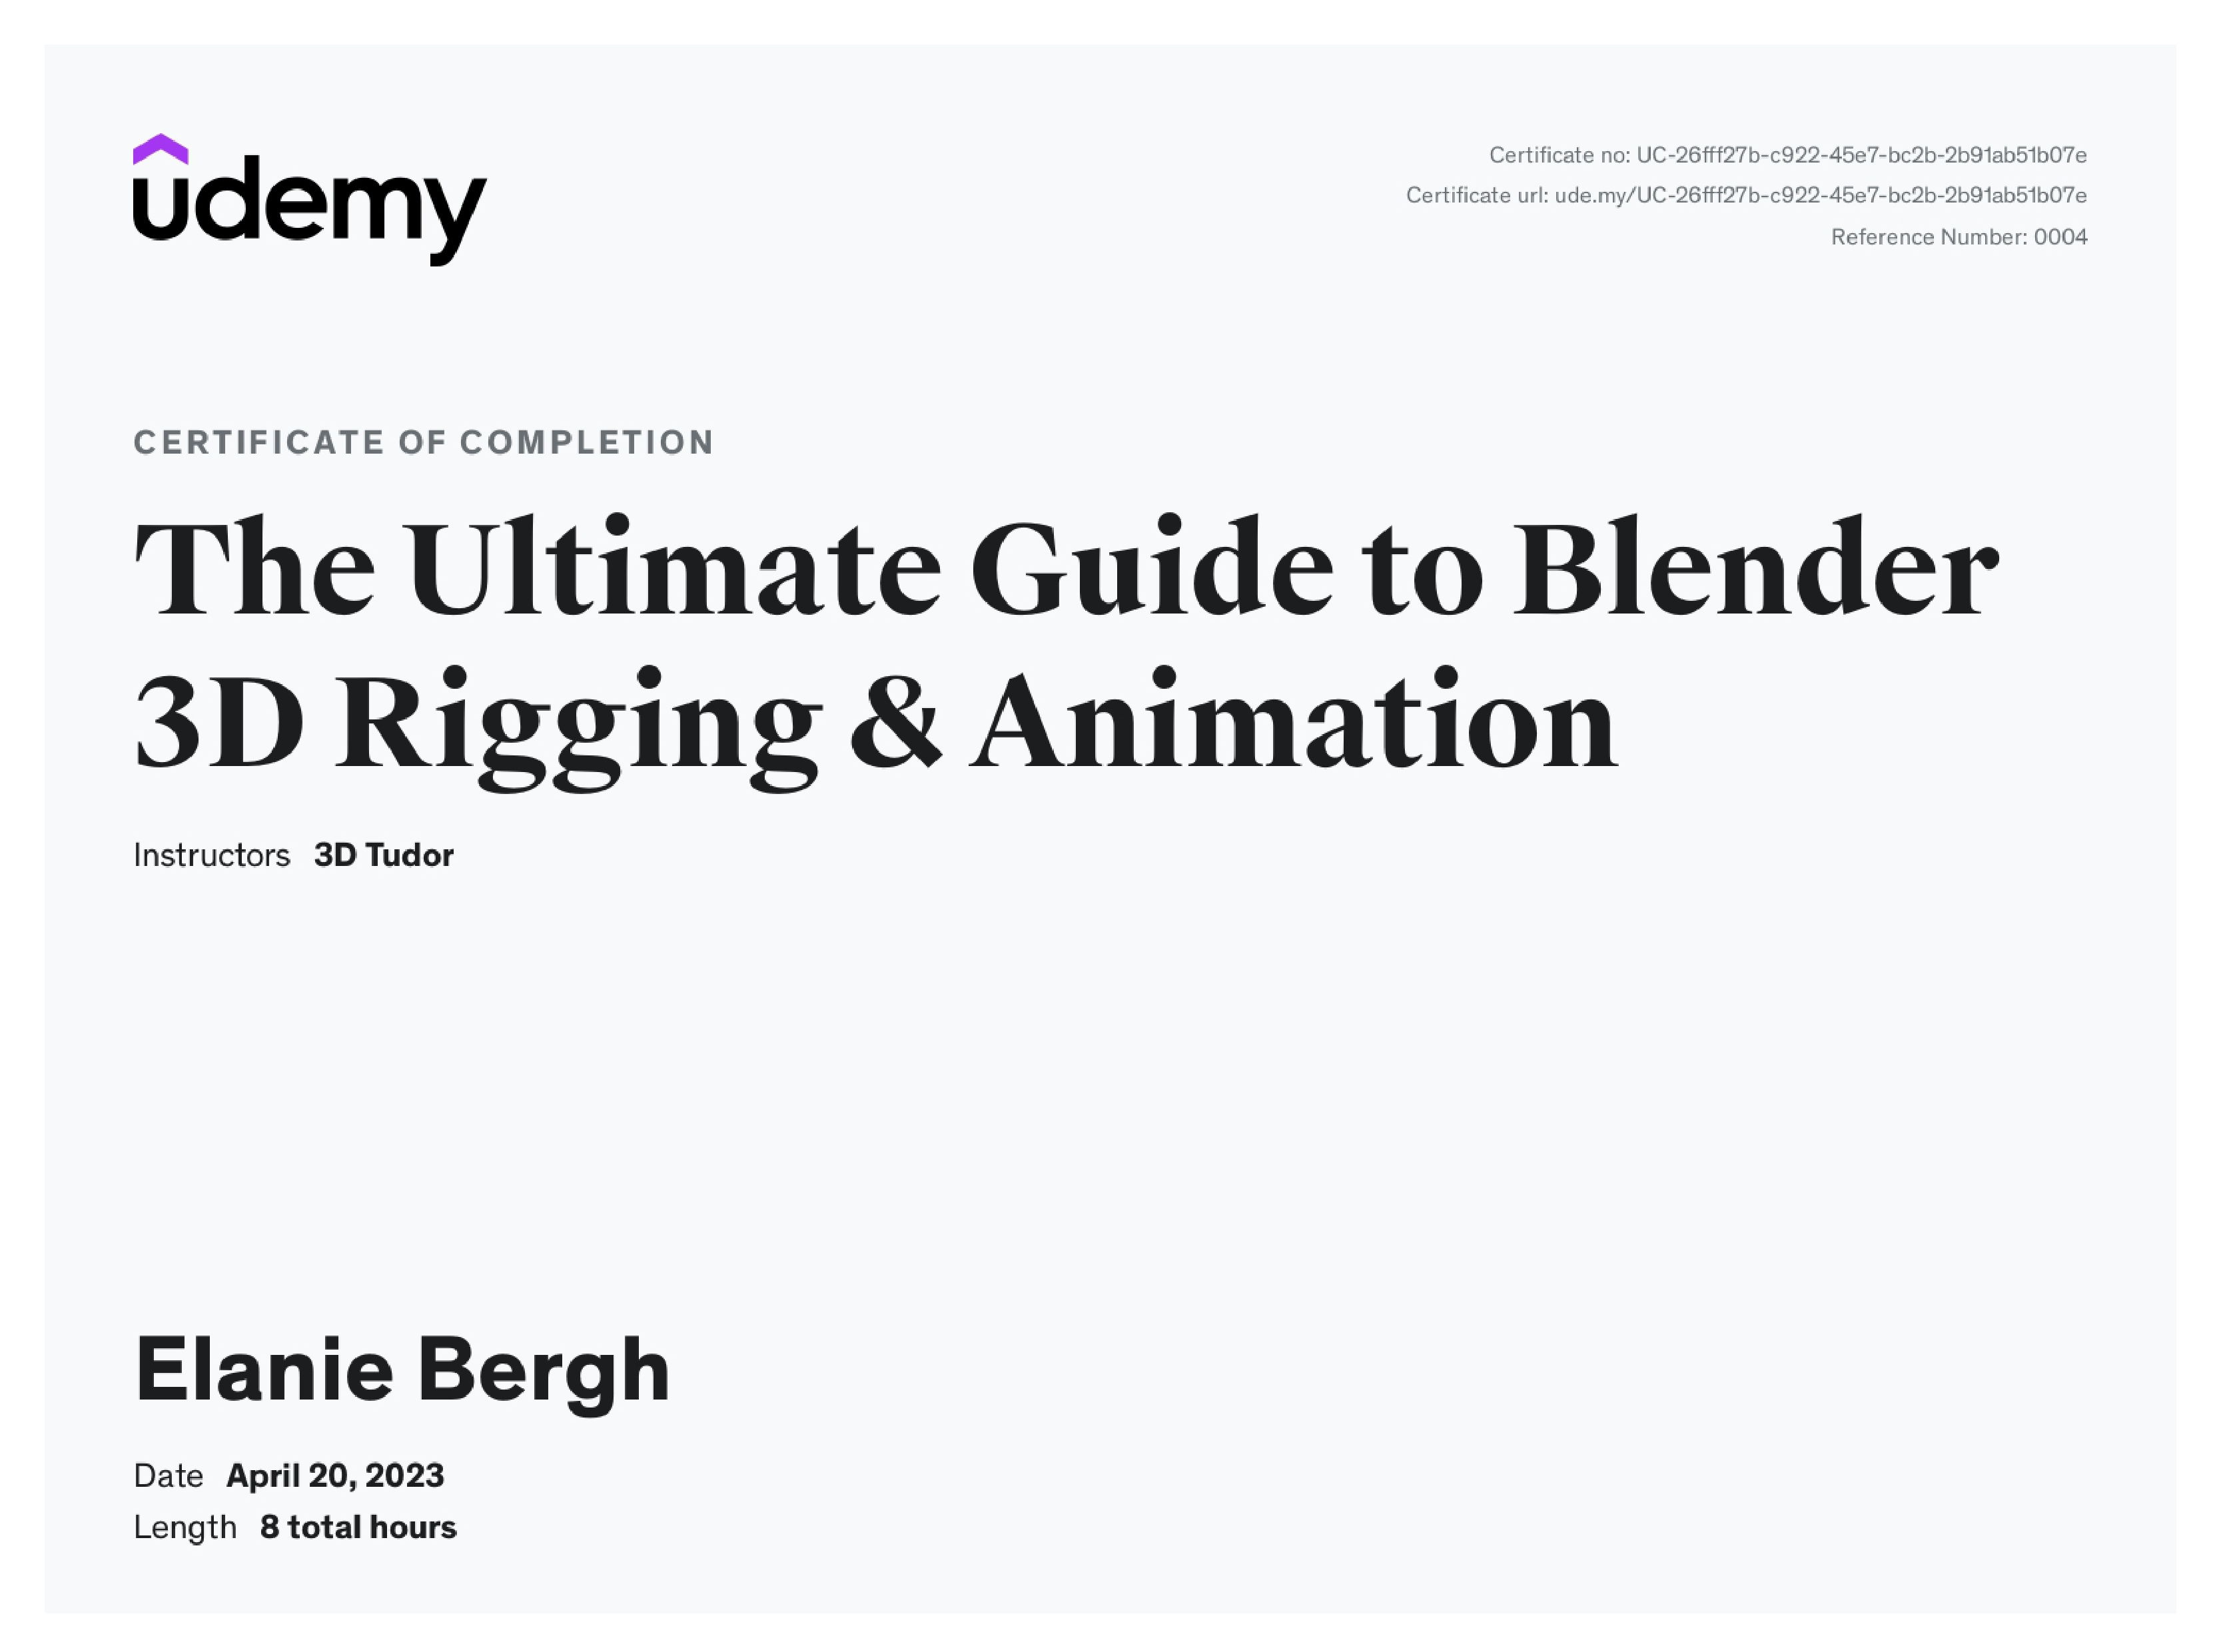 udemy
Certificate no: UC-26fff27b-c922-45e7-bc2b-2b91ab51b07e
Certificate url: ude.my/UC-26fff27b-c922-45e7-bc2b-2b91ab51b07e
Reference Number: 0004
CERTIFICATE OF COMPLETION
The Ultimate Guide to Blender
3D Rigging & Animation
Instructors 3D Tudor
Elanie Bergh
Date April 20, 2023
Length 8 total hours